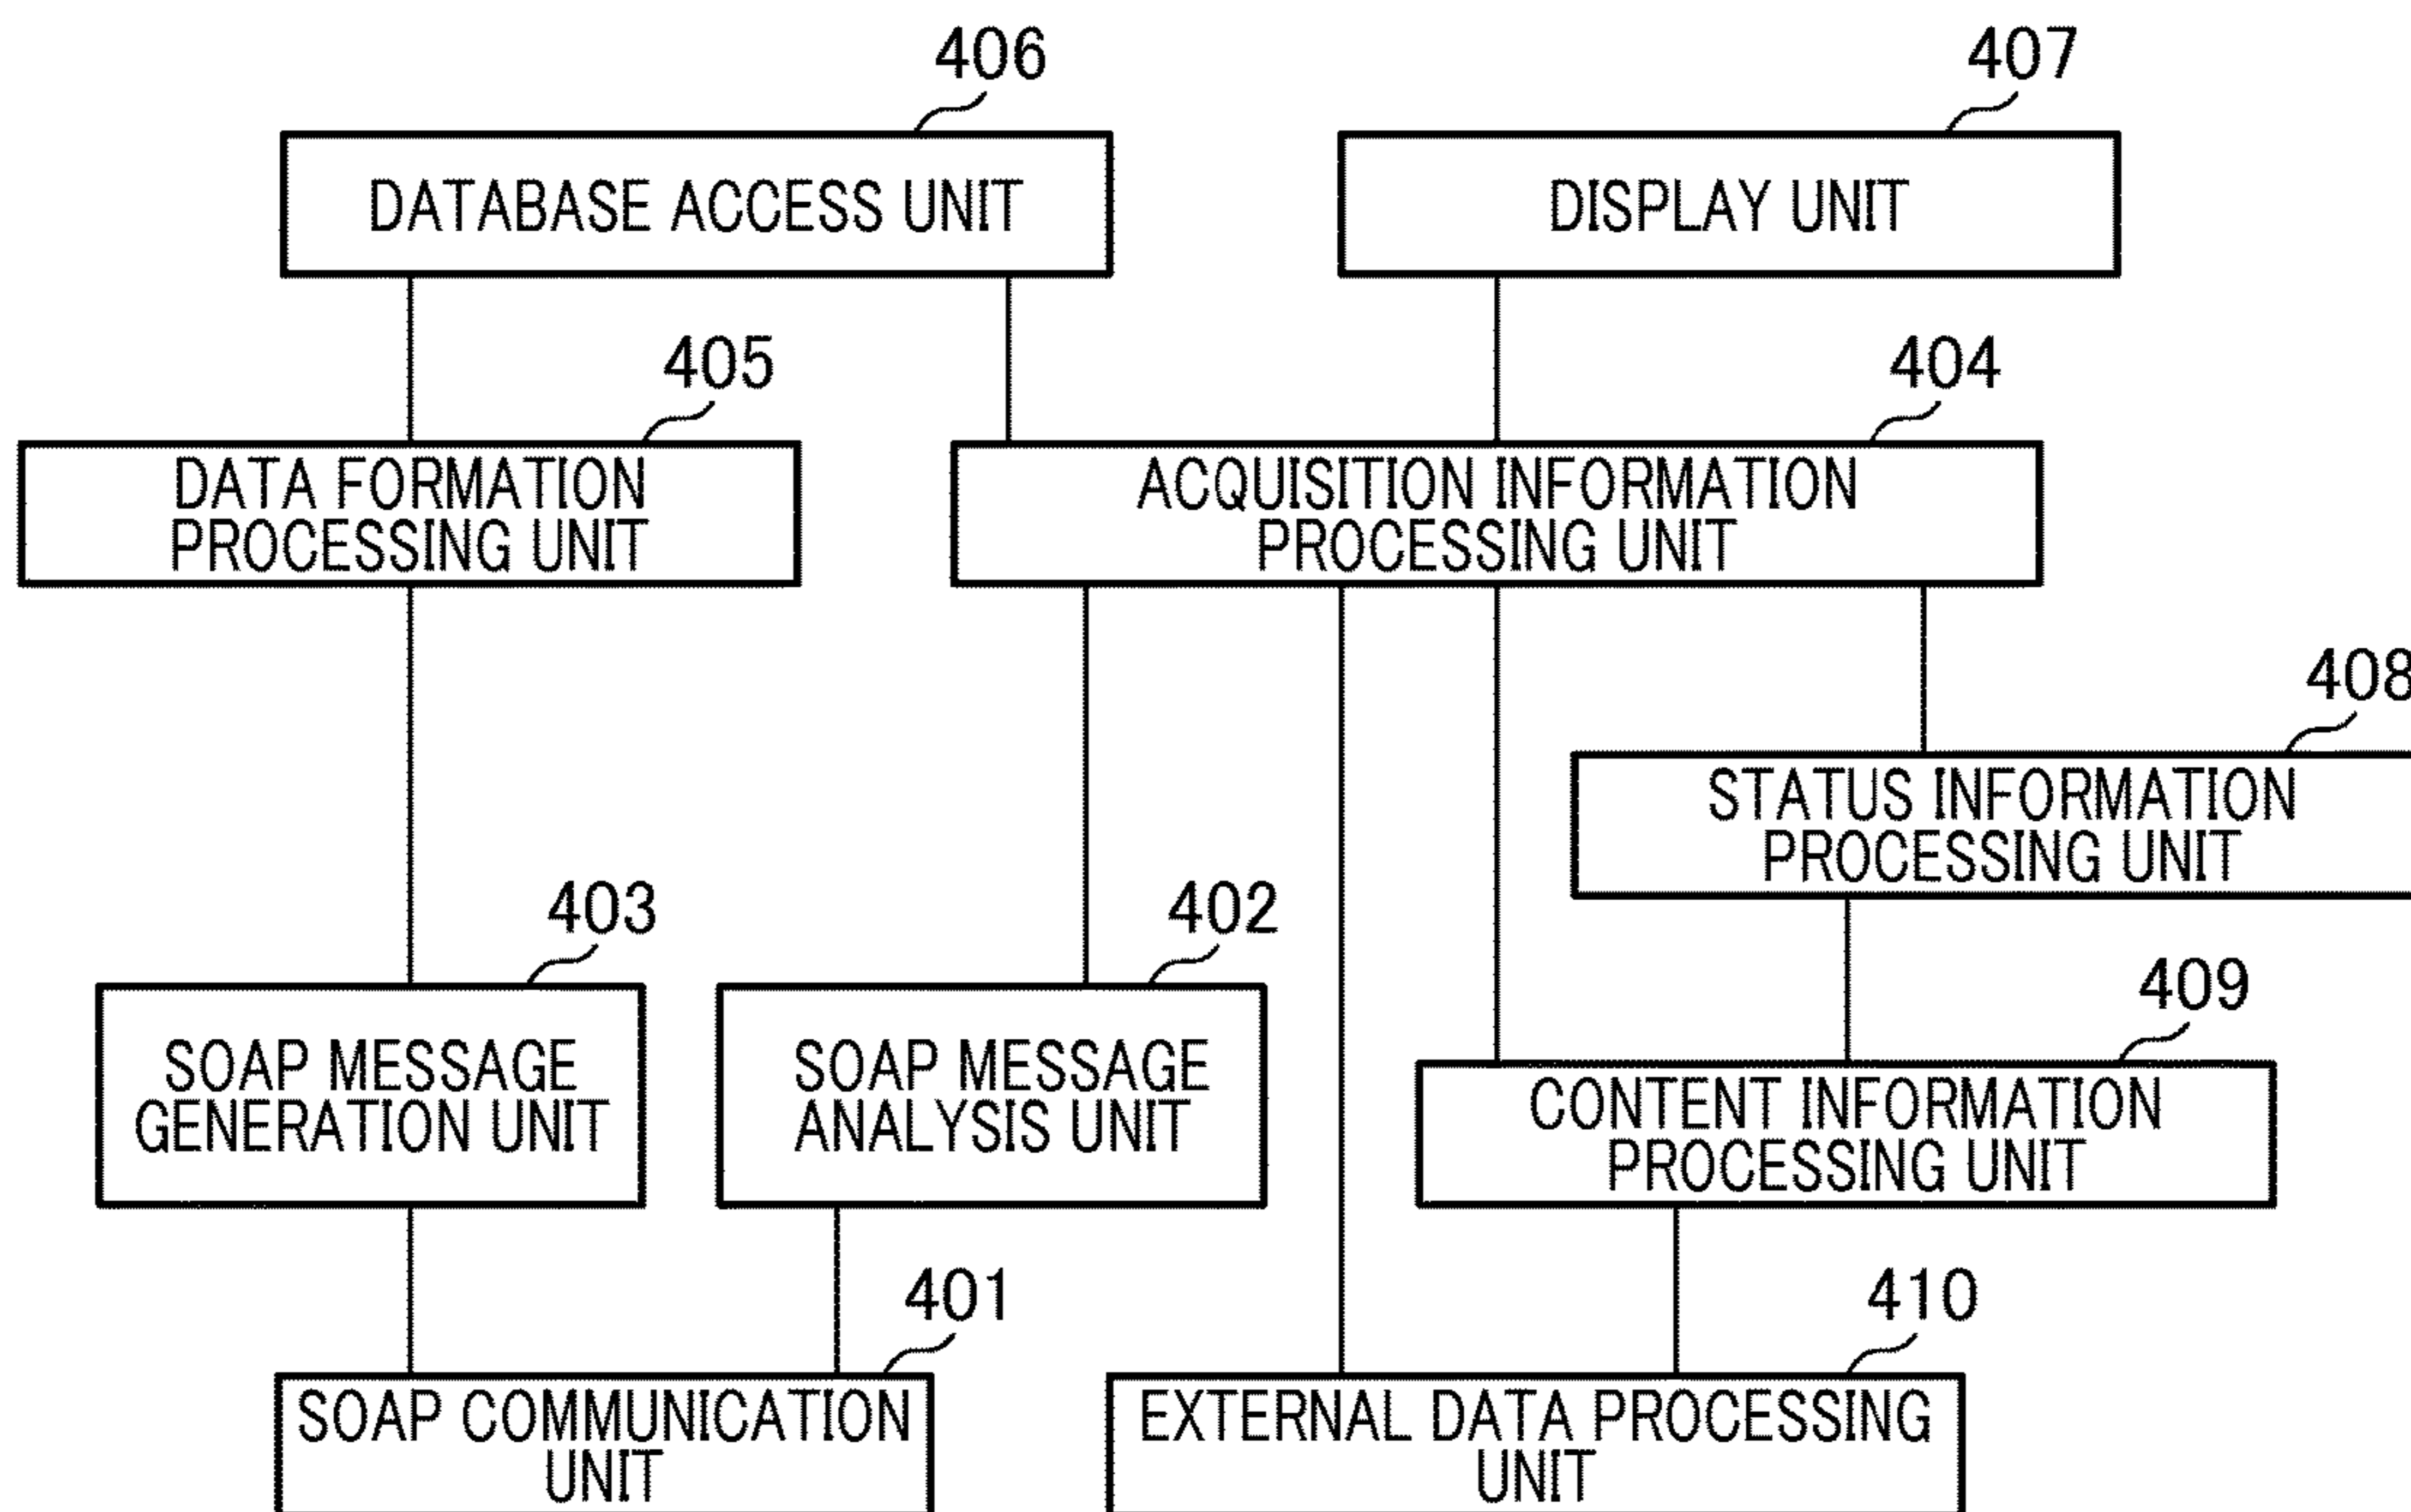 406
407
DATABASE ACCESS UNIT
DISPLAY UNIT
405
404
DATA FORMATION
PROCESSING UNIT
ACQUISITION INFORMATION
PROCESSING UNIT
408
STATUS INFORMATION
PROCESSING UNIT
403
402
409
SOAP MESSAGE
GENERATION UNIT
SOAP MESSAGE
ANALYSIS UNIT
CONTENT INFORMATION
PROCESSING UNIT
401
410
SOAP COMMUNICATION
UNIT
EXTERNAL DATA PROCESSING
UNIT